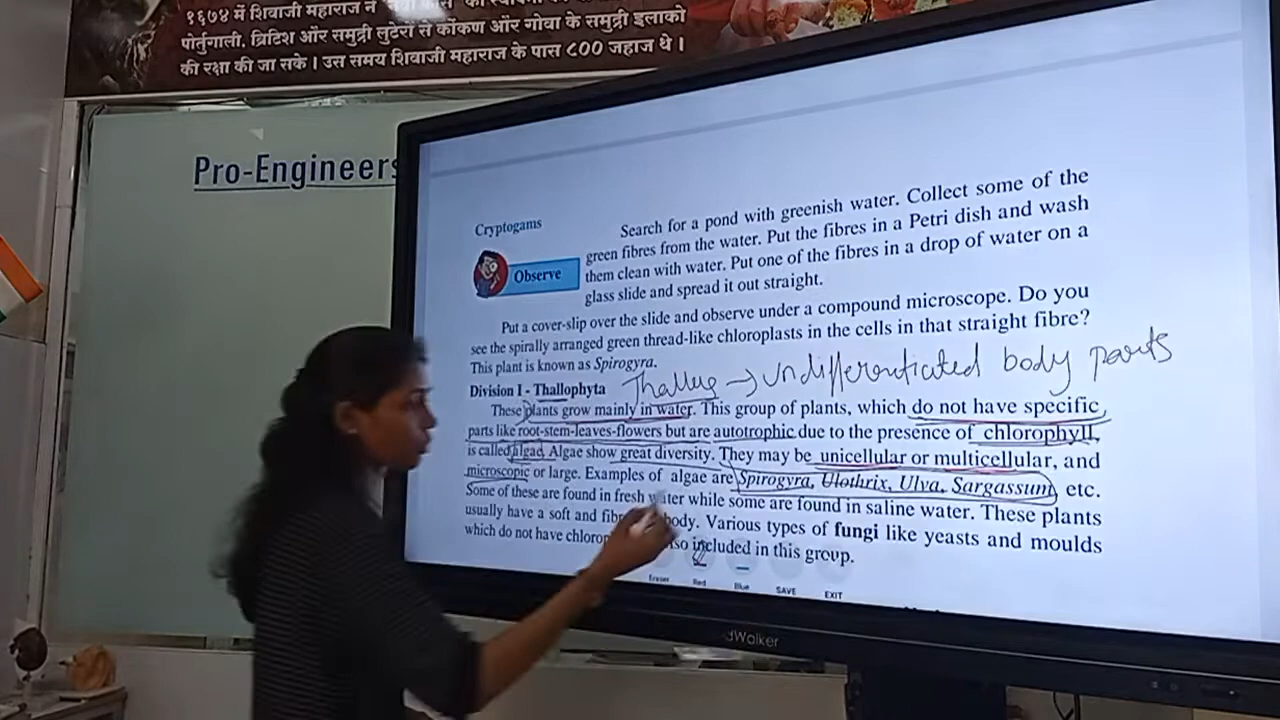 १६७४ में शिवाजी महाराज ने
पोर्तुगाली, ब्रिटिश और समुद्री लुटेरों से कोंकण और गोवा के समुद्री इलाको
की रक्षा की जा सके। उस समय शिवाजी महाराज के पास ८०० जहाज थे।
Pro-Engineers
Cryptogams
Observe
Search for a pond with greenish water. Collect some of the
green fibres from the water. Put the fibres in a Petri dish and wash
them clean with water. Put one of the fibres in a drop of water on a
glass slide and spread it out straight.
Put a cover-slip over the slide and observe under a compound microscope. Do you
see the spirally arranged green thread-like chloroplasts in the cells in that straight fibre?
This plant is known as Spirogyra.
Division I - Thallophyta
Thallus → undifferenticated body parts
These plants grow mainly in water. This group of plants, which do not have specific
parts like root-stem-leaves-flowers but are autotrophic due to the presence of chlorophyll,
is called algae. Algae show great diversity. They may be unicellular or multicellular, and
microscopic or large. Examples of algae are Spirogyra, Ulothrix, Ulva, Sargassum, etc.
Some of these are found in fresh water while some are found in saline water. These plants
usually have a soft and body. Various types of fungi like yeasts and moulds
which do not have included in this group.
Eraser Red Blue SAVE EXIT
Walker